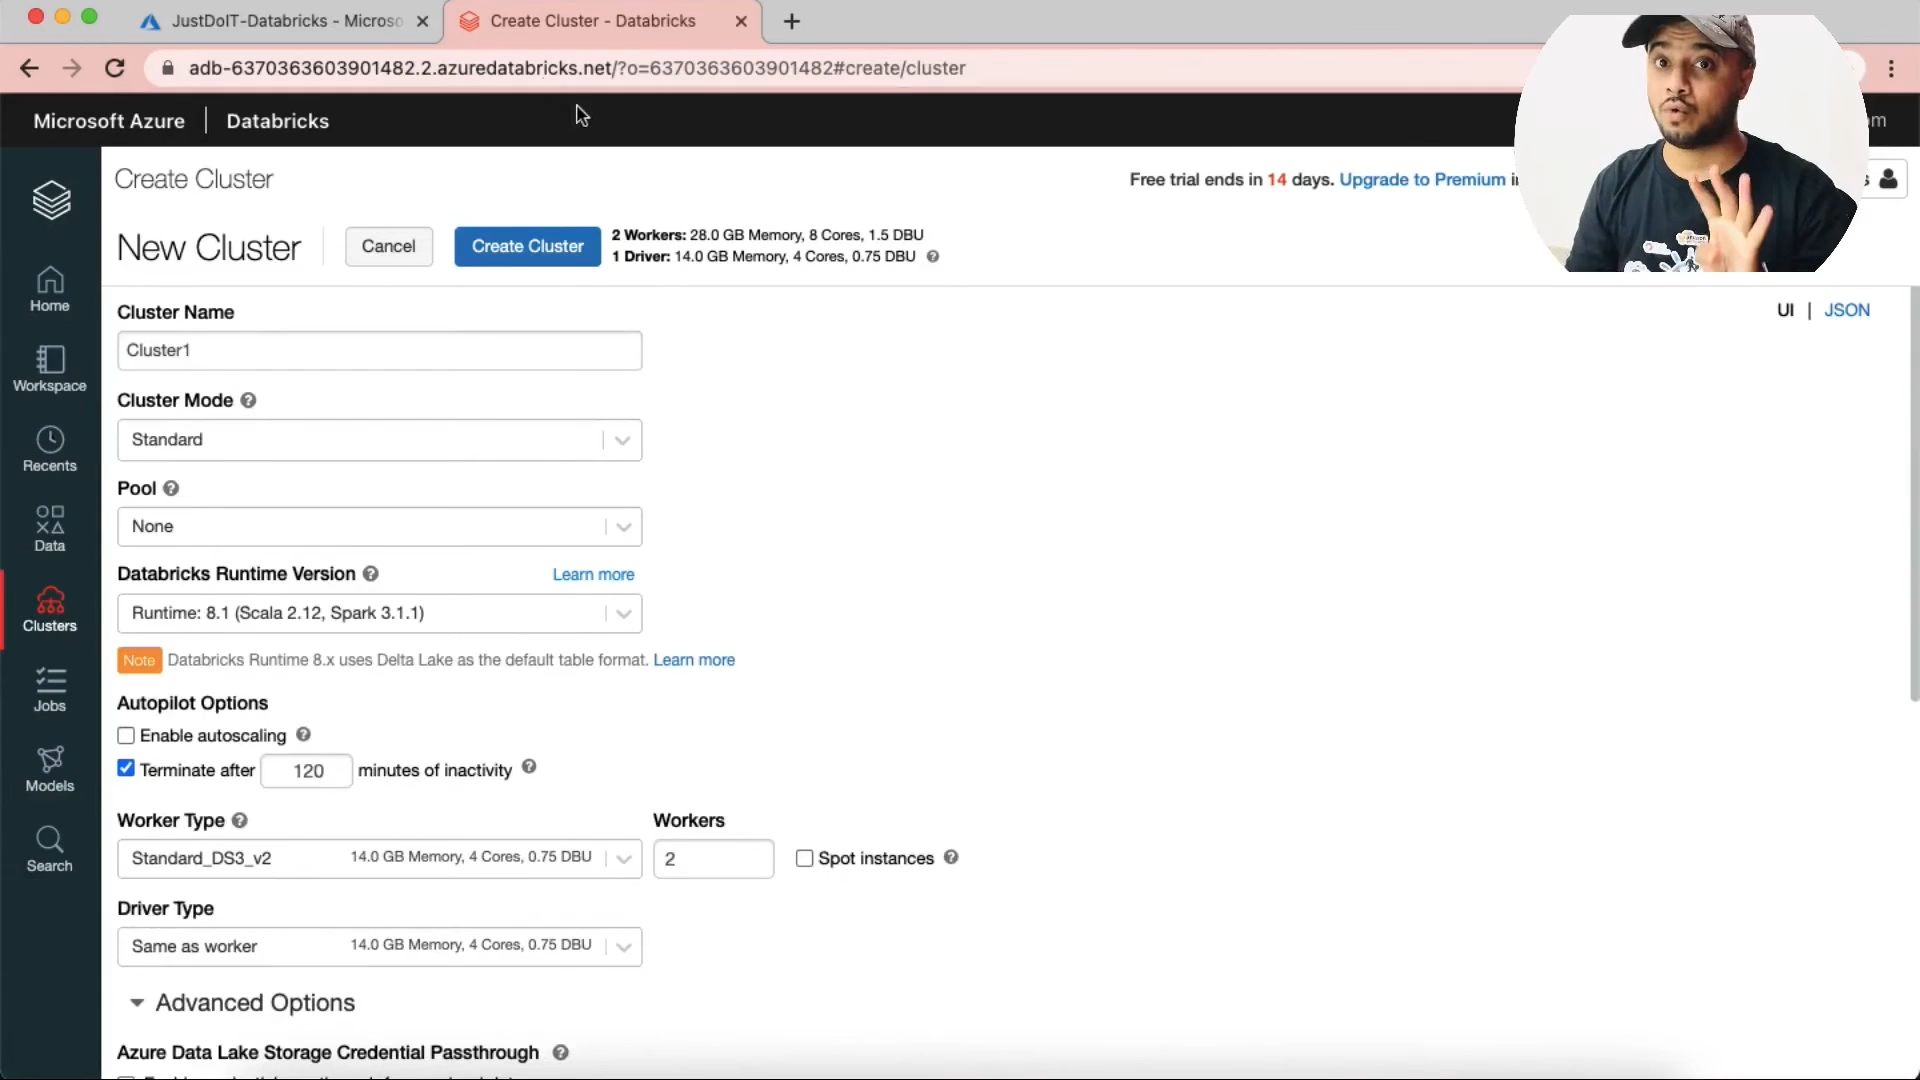 JustDoIT-Databricks - Microso
Create Cluster - Databricks
adb-6370363603901482.2.azuredatabricks.net/?o=6370363603901482#create/cluster
Microsoft Azure
Databricks
Create Cluster
Free trial ends in 14 days. Upgrade to Premium
New Cluster
Cancel
Create Cluster
2 Workers: 28.0 GB Memory, 8 Cores, 1.5 DBU
1 Driver: 14.0 GB Memory, 4 Cores, 0.75 DBU
Home
Workspace
Recents
Data
Clusters
Jobs
Models
Search
UI | JSON
Cluster Name
Cluster1
Cluster Mode
Standard
Pool
None
Databricks Runtime Version
Learn more
Runtime: 8.1 (Scala 2.12, Spark 3.1.1)
Note Databricks Runtime 8.x uses Delta Lake as the default table format. Learn more
Autopilot Options
Enable autoscaling
Terminate after 120 minutes of inactivity
Worker Type
Workers
Standard_DS3_v2 14.0 GB Memory, 4 Cores, 0.75 DBU
2
Spot instances
Driver Type
Same as worker 14.0 GB Memory, 4 Cores, 0.75 DBU
Advanced Options
Azure Data Lake Storage Credential Passthrough